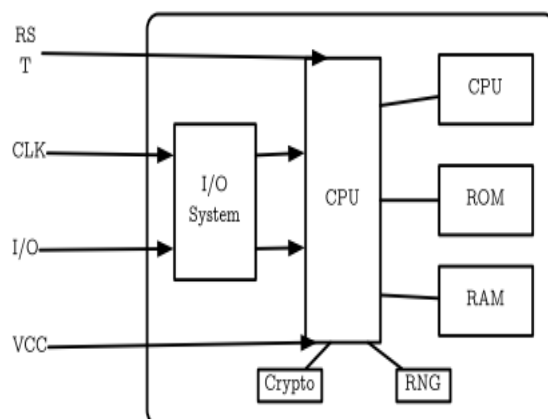 RS
T
CLK
I/O
VCC
I/O
System
CPU
CPU
ROM
RAM
Crypto
RNG